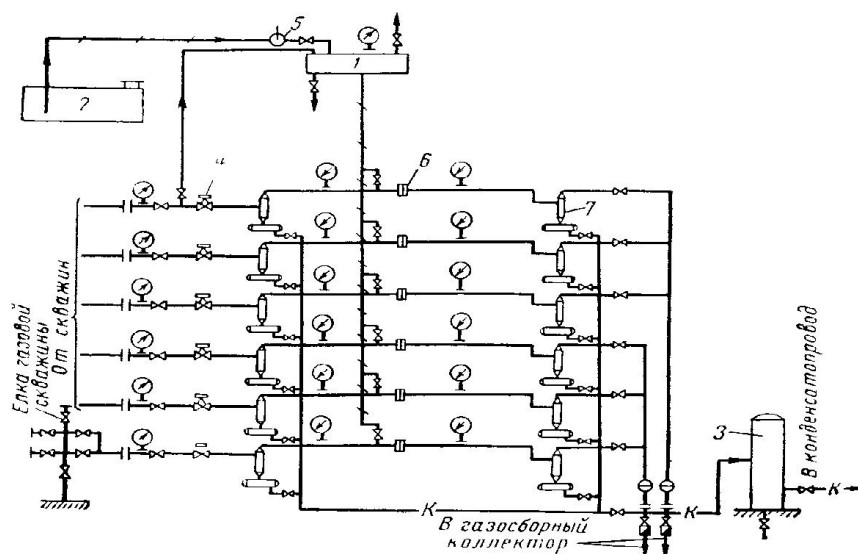 5
1
2
4
6
7
Елка газовой
скважины
От скважин
3
В конденсатопровод
К
К
К
В газосборный
коллектор